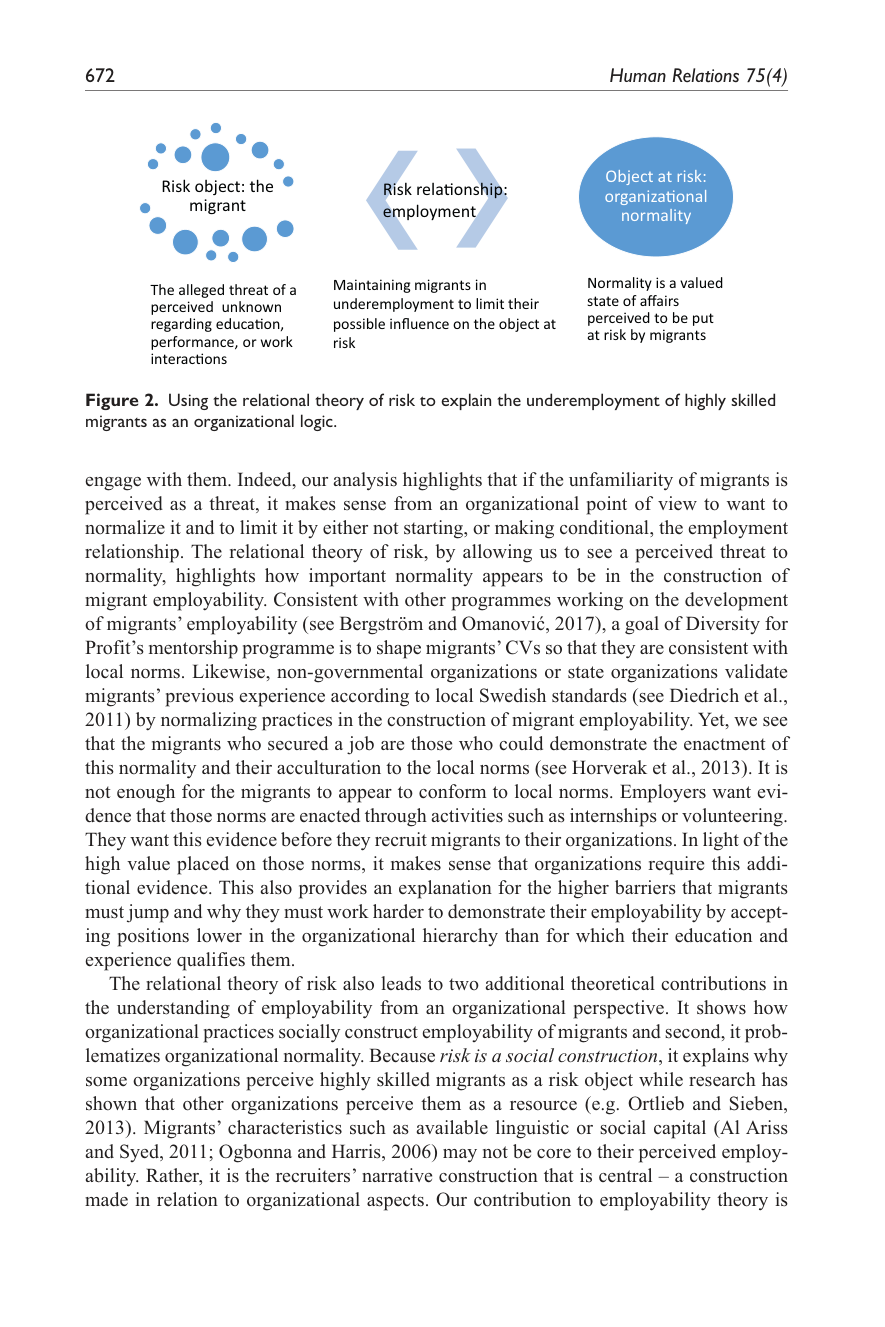 672
Human Relations 75(4)
Risk object: the
migrant
Risk relationship:
employment
Object at risk:
organizational
normality
The alleged threat of a
perceived unknown
regarding education,
performance, or work
interactions
Maintaining migrants in
underemployment to limit their
possible influence on the object at
risk
Normality is a valued
state of affairs
perceived to be put
at risk by migrants
Figure 2. Using the relational theory of risk to explain the underemployment of highly skilled
migrants as an organizational logic.
engage with them. Indeed, our analysis highlights that if the unfamiliarity of migrants is
perceived as a threat, it makes sense from an organizational point of view to want to
normalize it and to limit it by either not starting, or making conditional, the employment
relationship. The relational theory of risk, by allowing us to see a perceived threat to
normality, highlights how important normality appears to be in the construction of
migrant employability. Consistent with other programmes working on the development
of migrants' employability (see Bergström and Omanović, 2017), a goal of Diversity for
Profit's mentorship programme is to shape migrants' CVs so that they are consistent with
local norms. Likewise, non-governmental organizations or state organizations validate
migrants' previous experience according to local Swedish standards (see Diedrich et al.,
2011) by normalizing practices in the construction of migrant employability. Yet, we see
that the migrants who secured a job are those who could demonstrate the enactment of
this normality and their acculturation to the local norms (see Horverak et al., 2013). It is
not enough for the migrants to appear to conform to local norms. Employers want evi-
dence that those norms are enacted through activities such as internships or volunteering.
They want this evidence before they recruit migrants to their organizations. In light of the
high value placed on those norms, it makes sense that organizations require this addi-
tional evidence. This also provides an explanation for the higher barriers that migrants
must jump and why they must work harder to demonstrate their employability by accept-
ing positions lower in the organizational hierarchy than for which their education and
experience qualifies them.
The relational theory of risk also leads to two additional theoretical contributions in
the understanding of employability from an organizational perspective. It shows how
organizational practices socially construct employability of migrants and second, it prob-
lematizes organizational normality. Because risk is a social construction, it explains why
some organizations perceive highly skilled migrants as a risk object while research has
shown that other organizations perceive them as a resource (e.g. Ortlieb and Sieben,
2013). Migrants' characteristics such as available linguistic or social capital (Al Ariss
and Syed, 2011; Ogbonna and Harris, 2006) may not be core to their perceived employ-
ability. Rather, it is the recruiters' narrative construction that is central – a construction
made in relation to organizational aspects. Our contribution to employability theory is